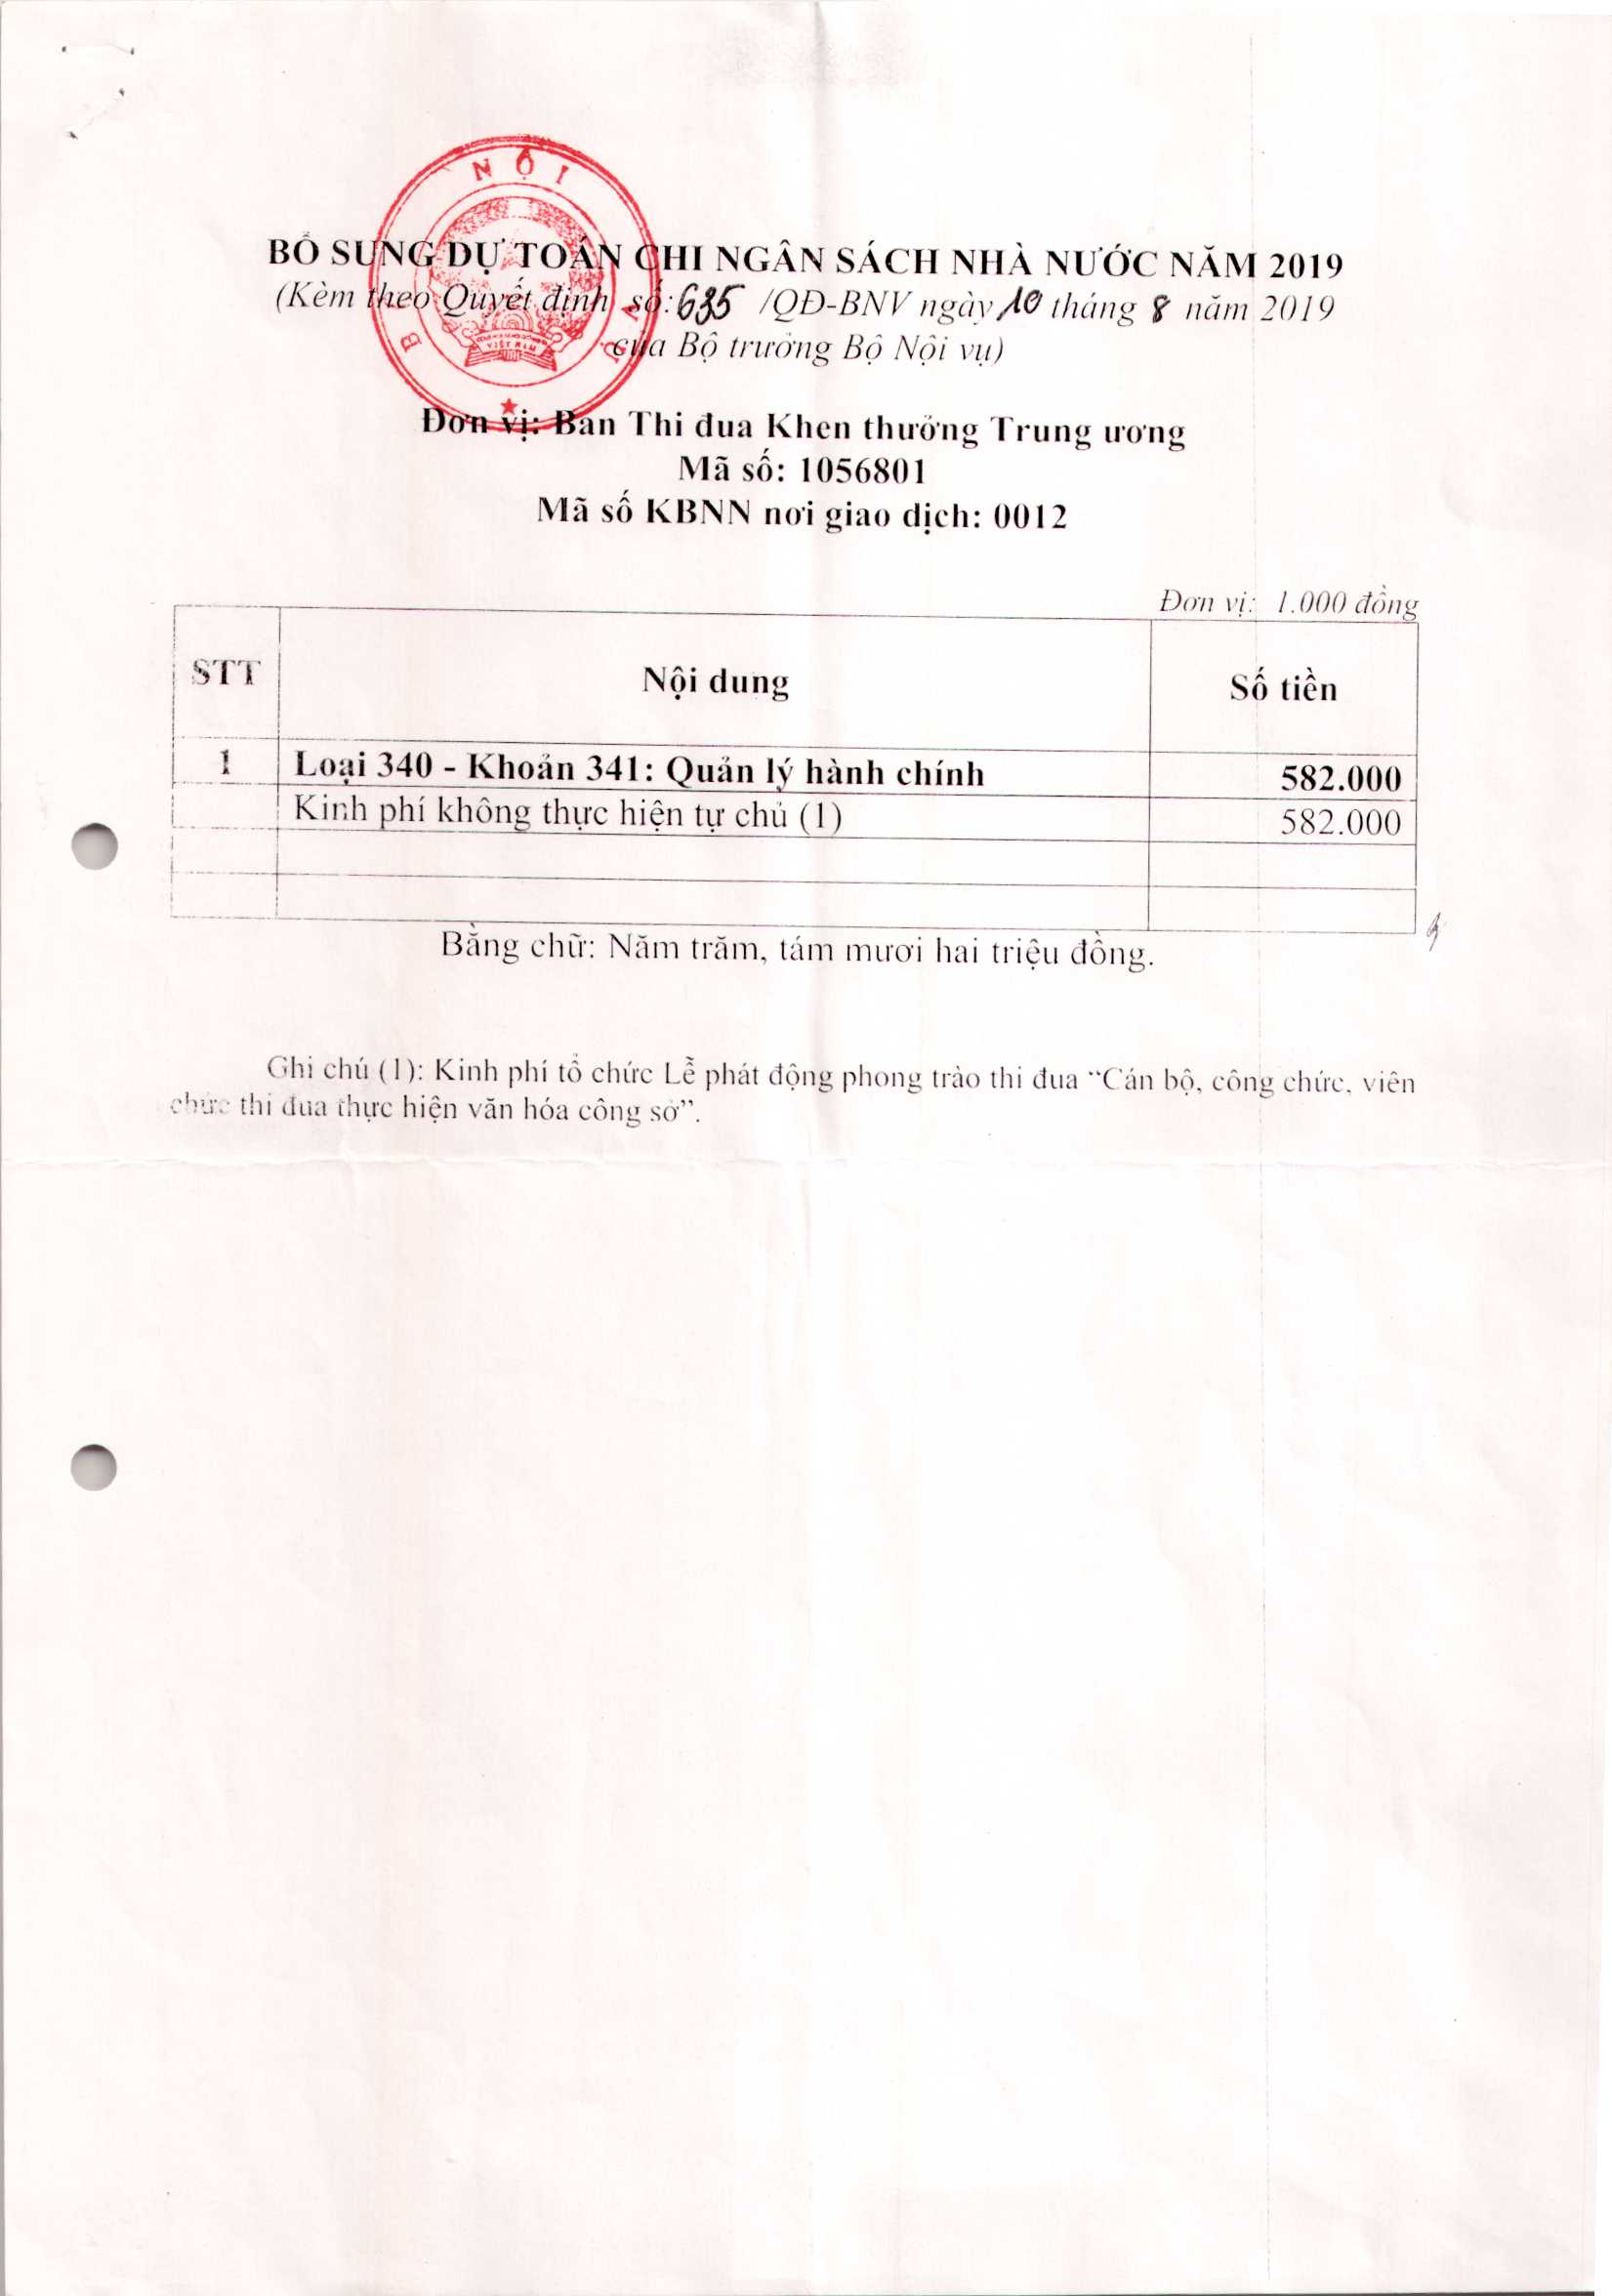 BỘ NỘI VỤ
VIỆT NAM
BỔ SUNG DỰ TOÁN CHI NGÂN SÁCH NHÀ NƯỚC NĂM 2019
(Kèm theo Quyết định số: 635 /QĐ-BNV ngày 10 tháng 8 năm 2019
của Bộ trưởng Bộ Nội vụ)
Đơn vị: Ban Thi đua Khen thưởng Trung ương
Mã số: 1056801
Mã số KBNN nơi giao dịch: 0012
Đơn vị: 1.000 đồng
STT Nội dung Số tiền
1 Loại 340 - Khoản 341: Quản lý hành chính 582.000
Kinh phí không thực hiện tự chủ (1) 582.000
Bằng chữ: Năm trăm, tám mươi hai triệu đồng.
Ghi chú (1): Kinh phí tổ chức Lễ phát động phong trào thi đua “Cán bộ, công chức, viên
chức thi đua thực hiện văn hóa công sở”.